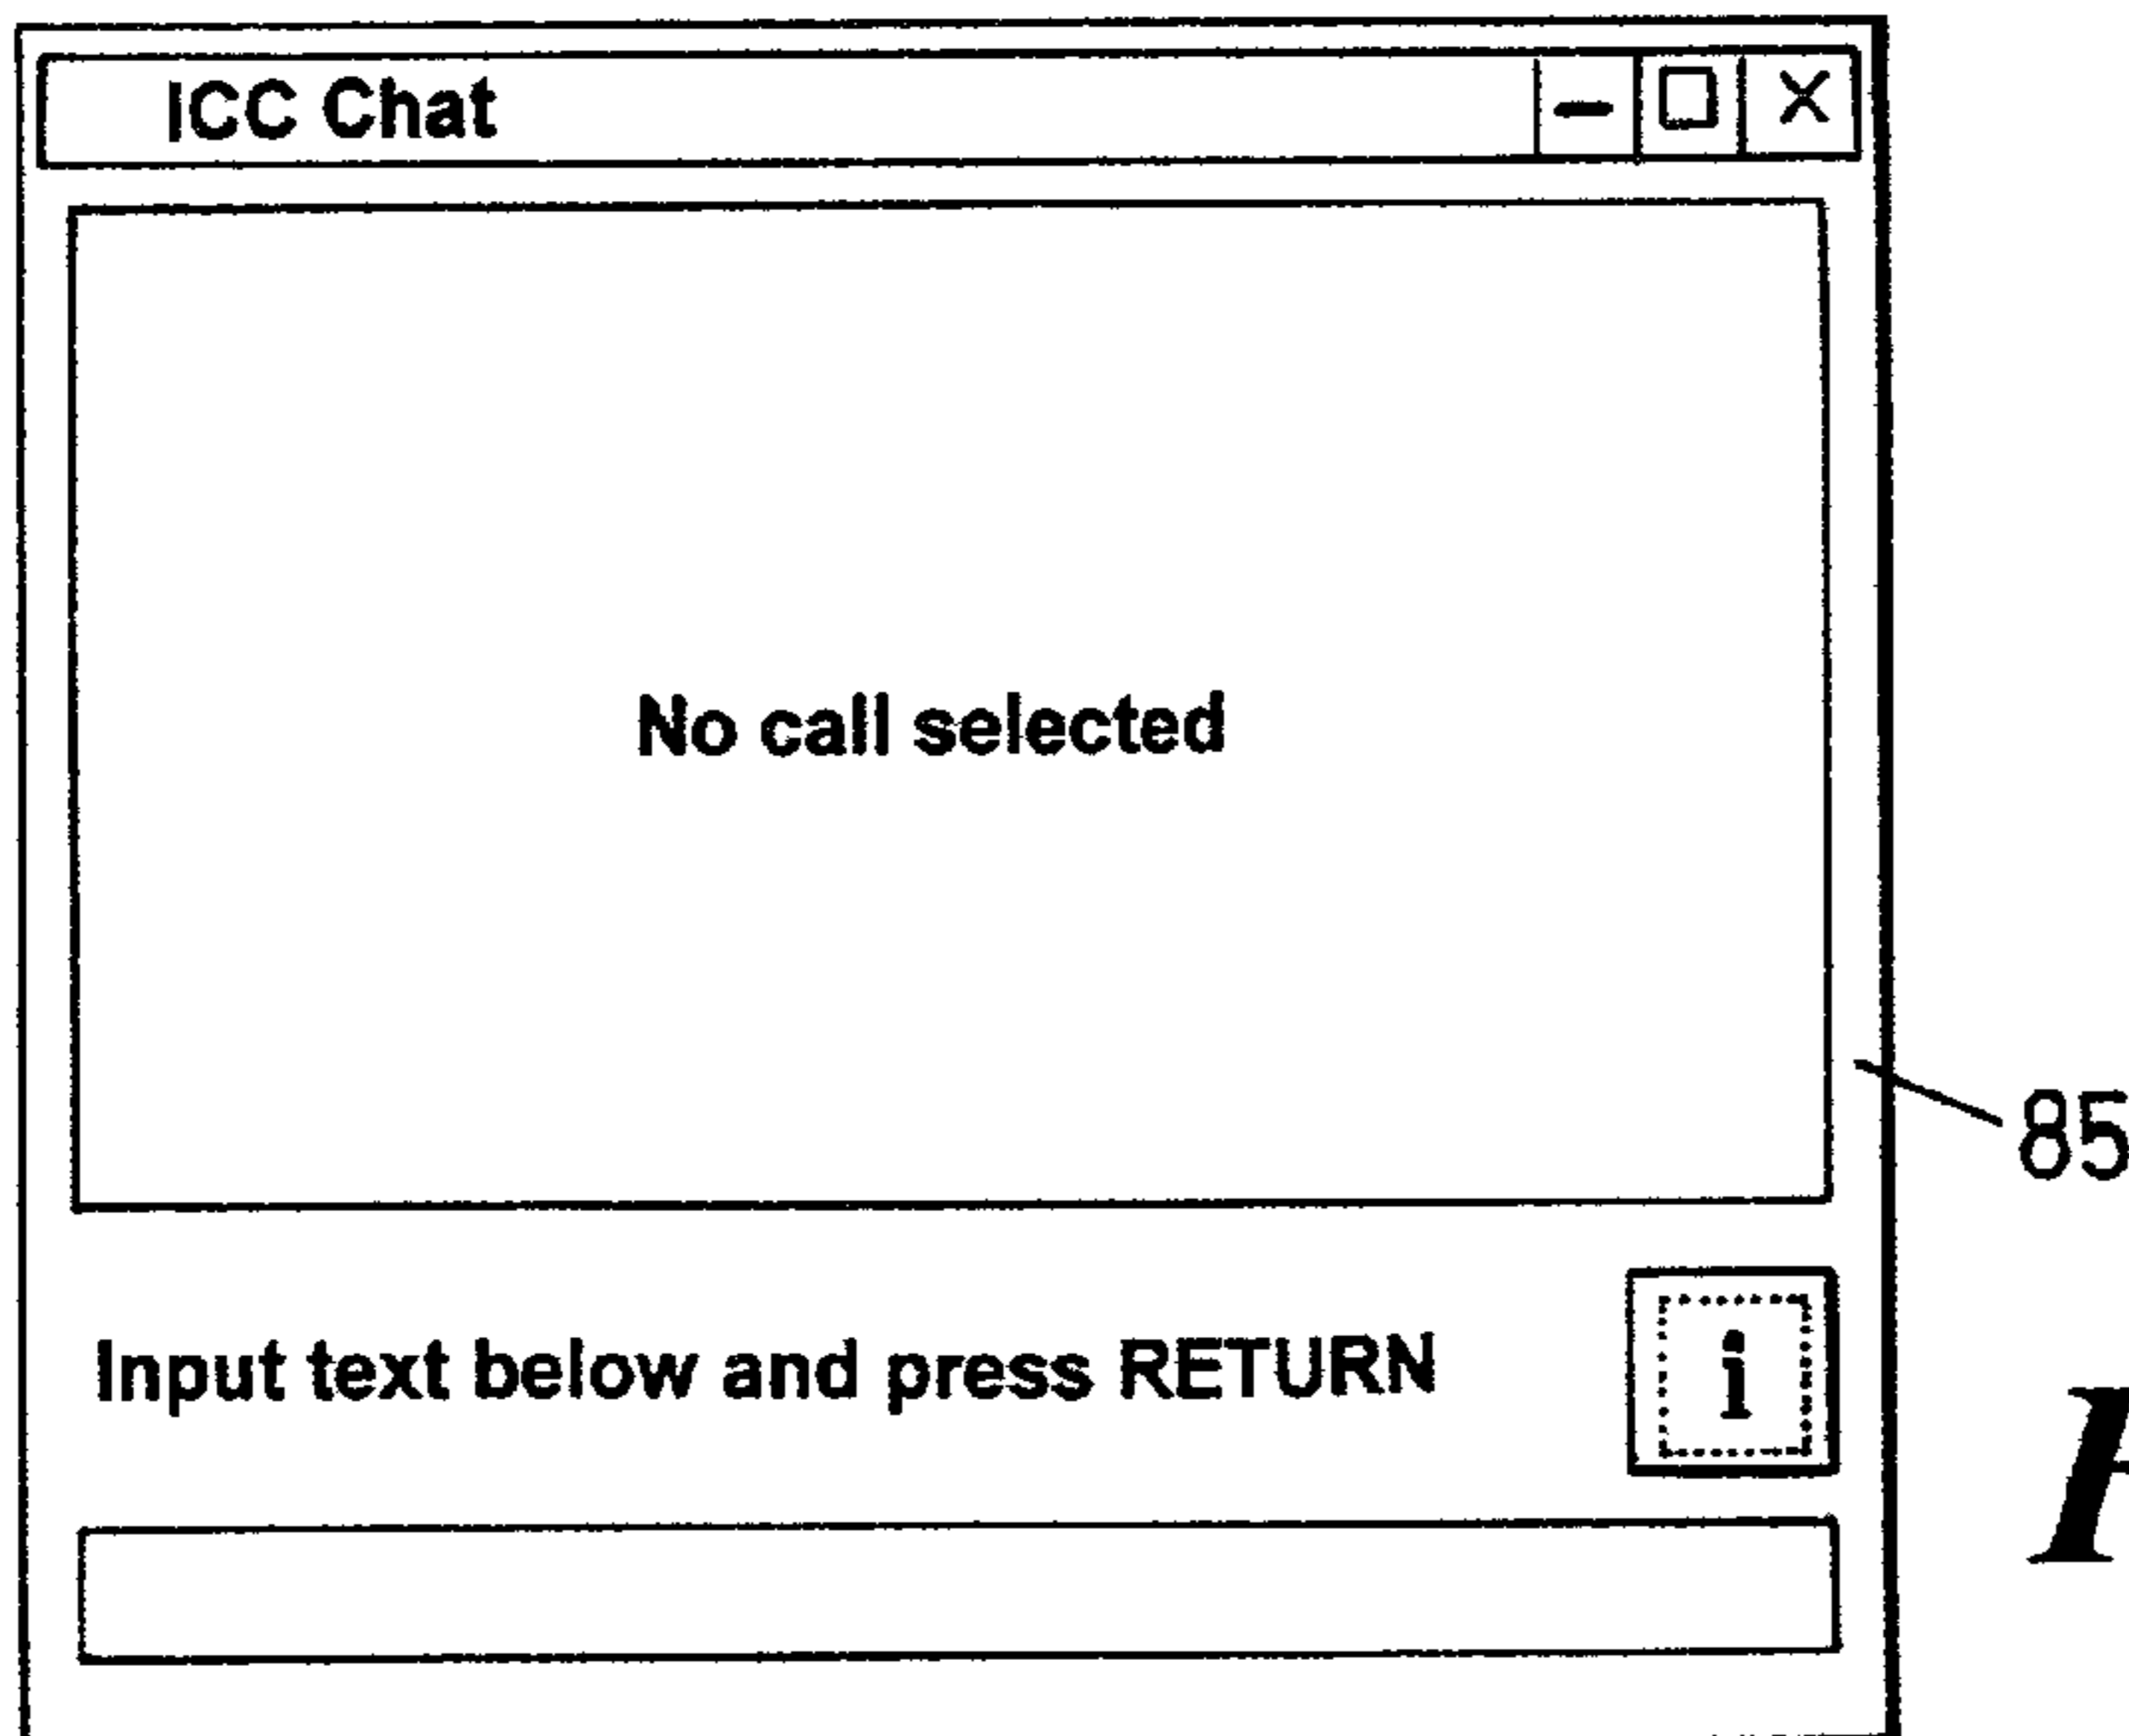 ICC Chat
No call selected
85
Input text below and press RETURN
i